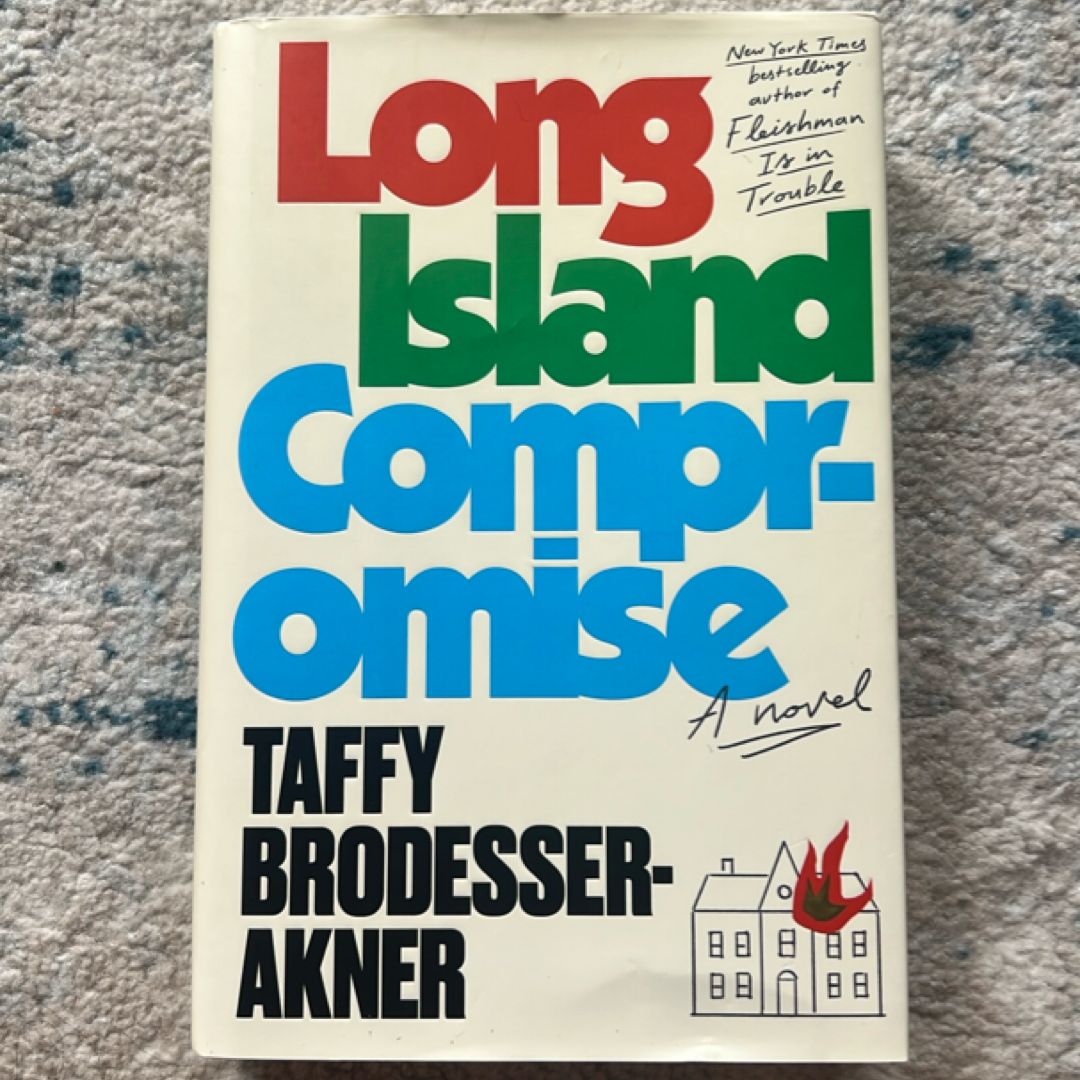 Long
Island
Compr-
omise
New York Times
bestselling
author of
Fleishman
Is in
Trouble
A novel
TAFFY
BRODESSER-
AKNER